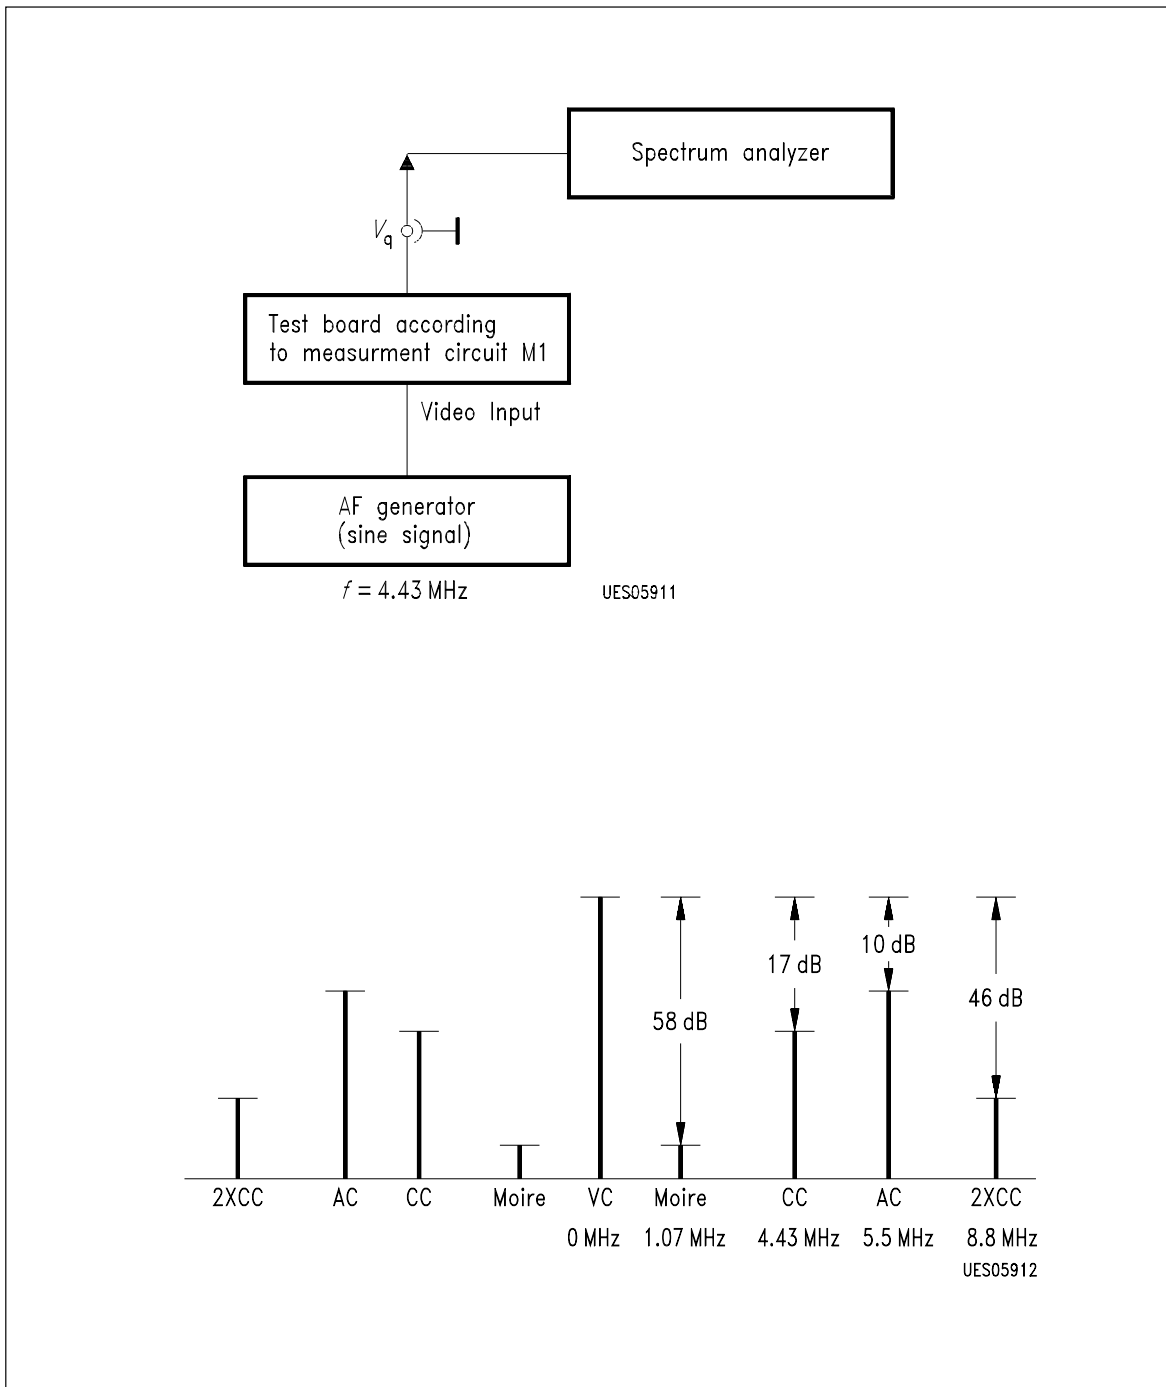 Spectrum analyzer
Vq
Test board according
to measurment circuit M1
Video Input
AF generator
(sine signal)
f = 4.43 MHz
UES05911
10 dB
17 dB
46 dB
58 dB
2XCC AC CC Moire VC Moire CC AC 2XCC
0 MHz 1.07 MHz 4.43 MHz 5.5 MHz 8.8 MHz
UES05912